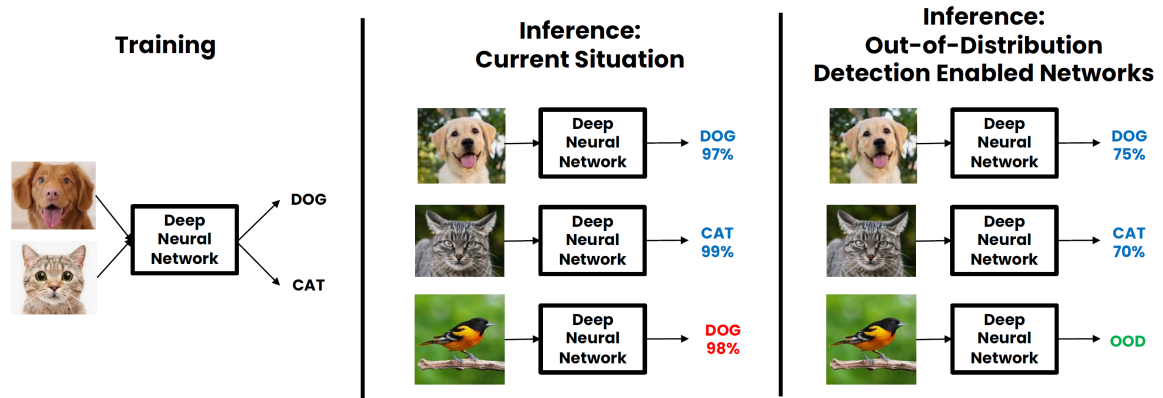 Training
Deep
Neural
Network
DOG
CAT
Inference:
Current Situation
Deep
Neural
Network
DOG
97%
Deep
Neural
Network
CAT
99%
Deep
Neural
Network
DOG
98%
Inference:
Out-of-Distribution
Detection Enabled Networks
Deep
Neural
Network
DOG
75%
Deep
Neural
Network
CAT
70%
Deep
Neural
Network
OOD